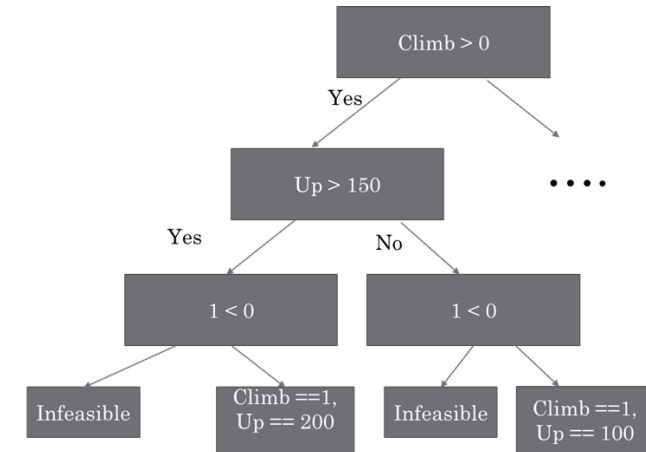 Climb > 0
Yes
Up > 150
• • • •
Yes
No
1 < 0
1 < 0
Infeasible
Climb ==1,
Up == 200
Infeasible
Climb ==1,
Up == 100